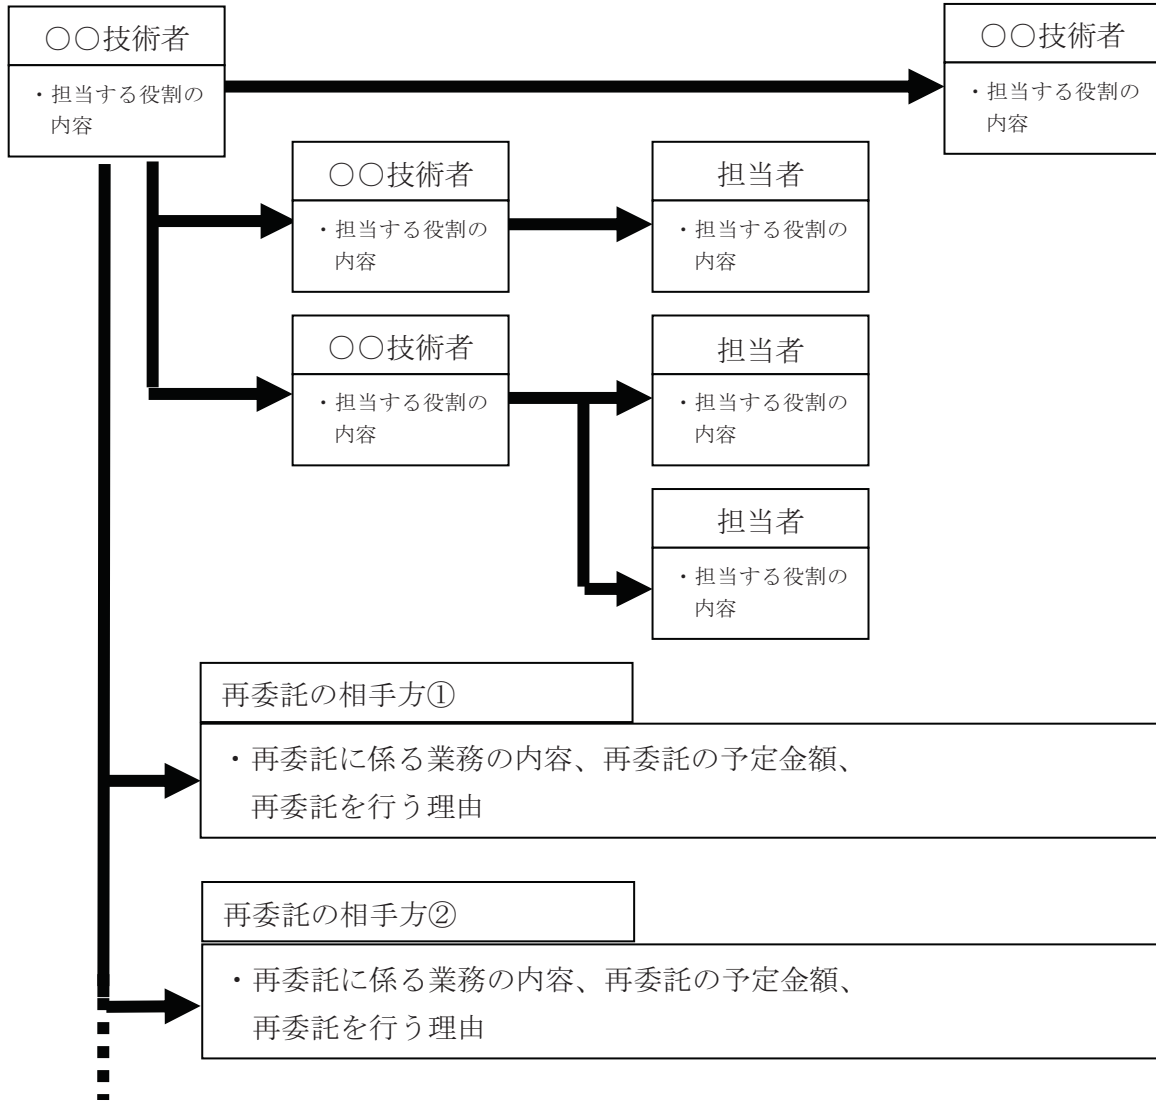 ○○技術者
・担当する役割の
内容
○○技術者
・担当する役割の
内容
○○技術者
・担当する役割の
内容
担当者
・担当する役割の
内容
○○技術者
・担当する役割の
内容
担当者
・担当する役割の
内容
担当者
・担当する役割の
内容
再委託の相手方①
・再委託に係る業務の内容、再委託の予定金額、
再委託を行う理由
再委託の相手方②
・再委託に係る業務の内容、再委託の予定金額、
再委託を行う理由